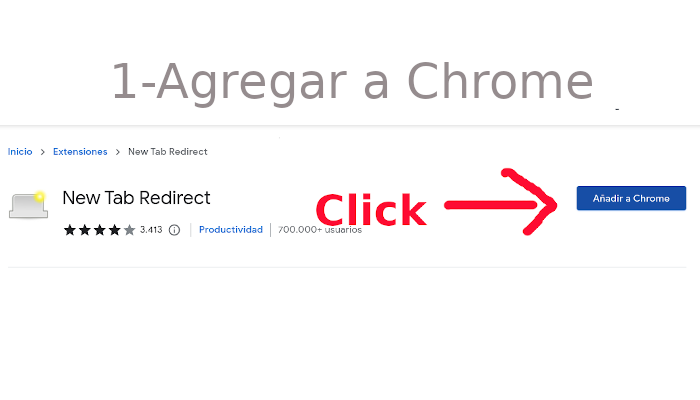 1-Agregar a Chrome
Inicio > Extensiones > New Tab Redirect
New Tab Redirect
Click
Añadir a Chrome
3.413 Productividad 700.000+ usuarios